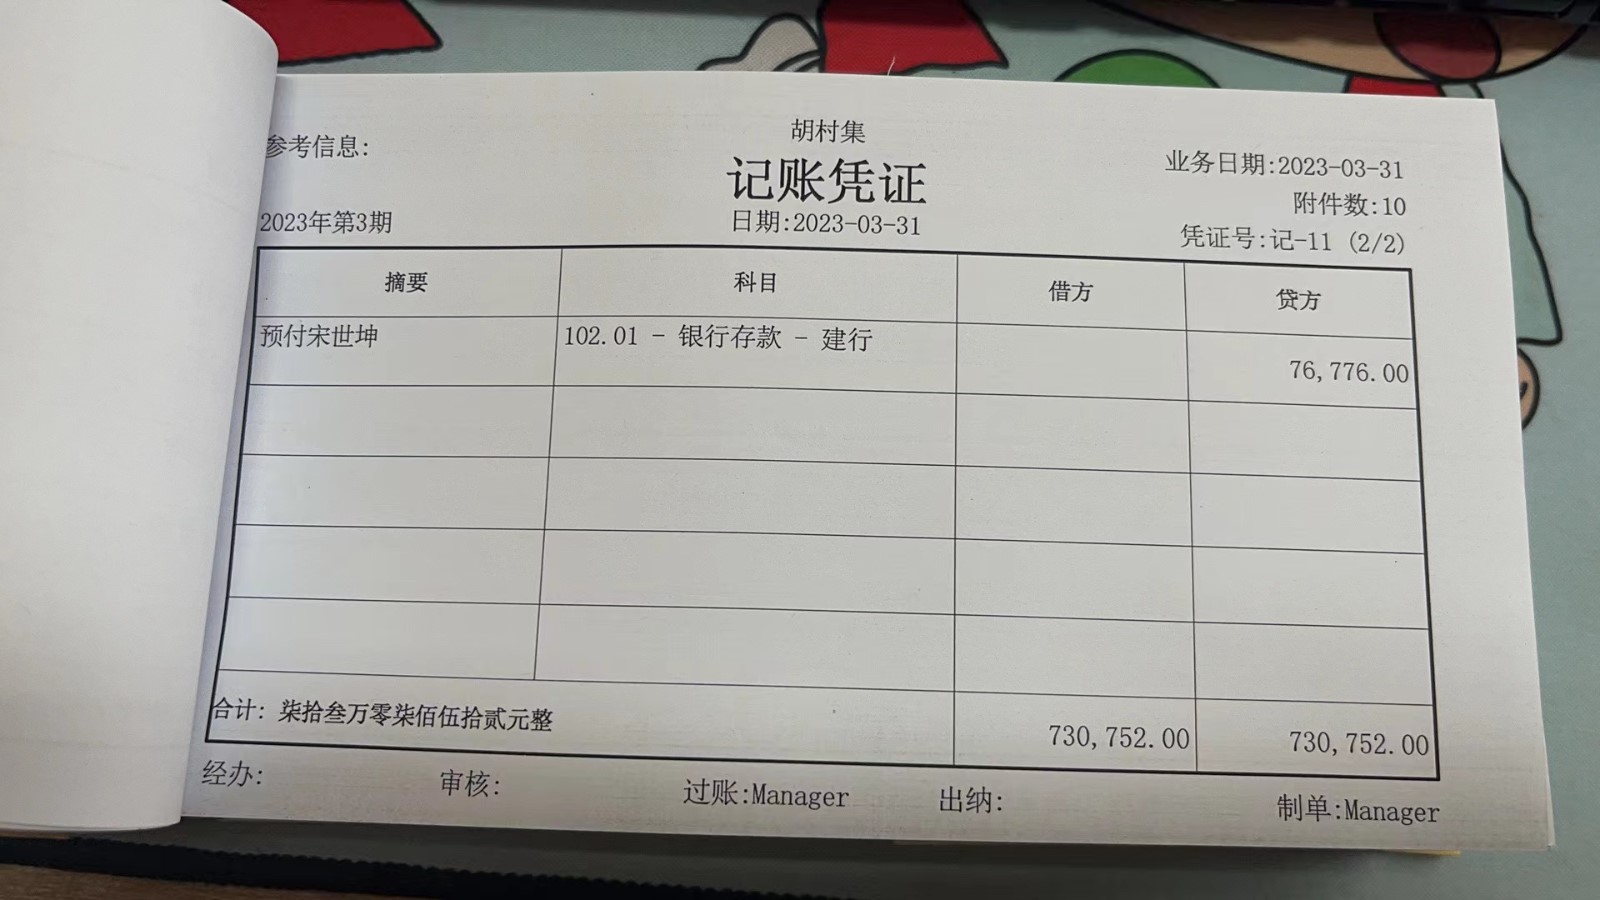 胡村集
参考信息:
记账凭证
业务日期:2023-03-31
附件数:10
2023年第3期
日期:2023-03-31
凭证号:记-11 (2/2)
摘要 科目 借方 贷方
预付宋世坤 102.01 - 银行存款 - 建行 76,776.00
合计: 柒拾叁万零柒佰伍拾贰元整 730,752.00 730,752.00
经办: 审核: 过账:Manager 出纳: 制单:Manager